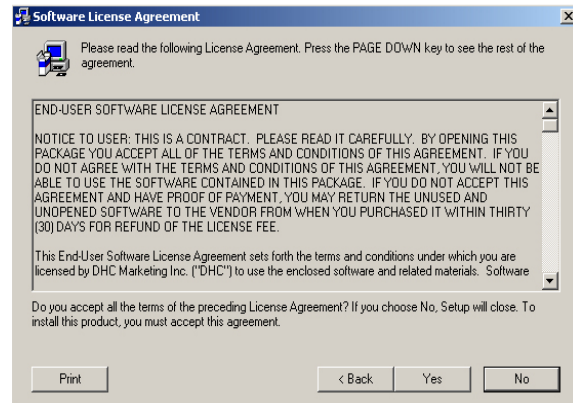 Software License Agreement
Please read the following License Agreement. Press the PAGE DOWN key to see the rest of the
agreement.
END-USER SOFTWARE LICENSE AGREEMENT
NOTICE TO USER: THIS IS A CONTRACT. PLEASE READ IT CAREFULLY. BY OPENING THIS
PACKAGE YOU ACCEPT ALL OF THE TERMS AND CONDITIONS OF THIS AGREEMENT. IF YOU
DO NOT AGREE WITH THE TERMS AND CONDITIONS OF THIS AGREEMENT, YOU WILL NOT BE
ABLE TO USE THE SOFTWARE CONTAINED IN THIS PACKAGE. IF YOU DO NOT ACCEPT THIS
AGREEMENT AND HAVE PROOF OF PAYMENT, YOU MAY RETURN THE UNUSED AND
UNOPENED SOFTWARE TO THE VENDOR FROM WHEN YOU PURCHASED IT WITHIN THIRTY
(30) DAYS FOR REFUND OF THE LICENSE FEE.
This End-User Software License Agreement sets forth the terms and conditions under which you are
licensed by DHC Marketing Inc. ("DHC") to use the enclosed software and related materials. Software
Do you accept all the terms of the preceding License Agreement? If you choose No, Setup will close. To
install this product, you must accept this agreement.
Print
< Back
Yes
No